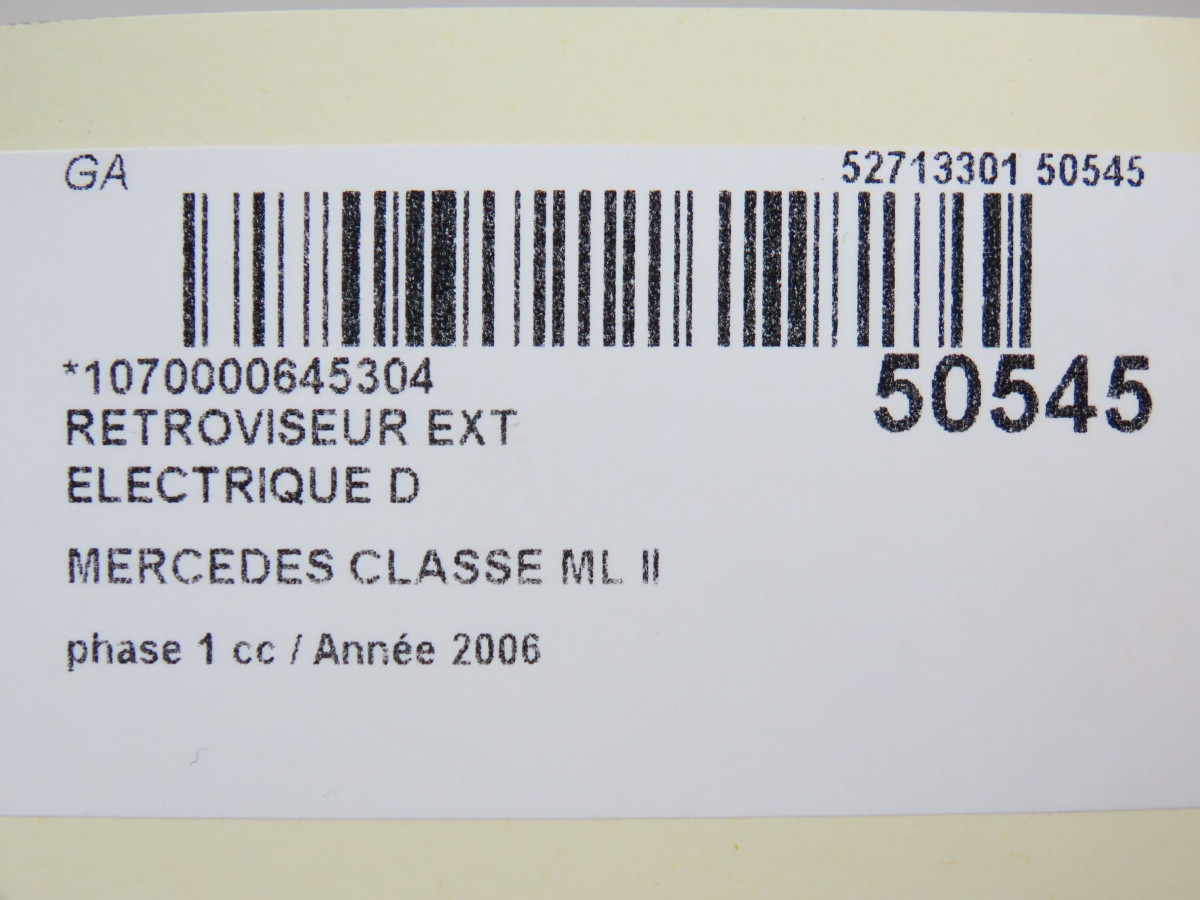 GA
52713301 50545
*1070000645304
50545
RETROVISEUR EXT
ELECTRIQUE D
MERCEDES CLASSE ML II
phase 1 cc / Année 2006